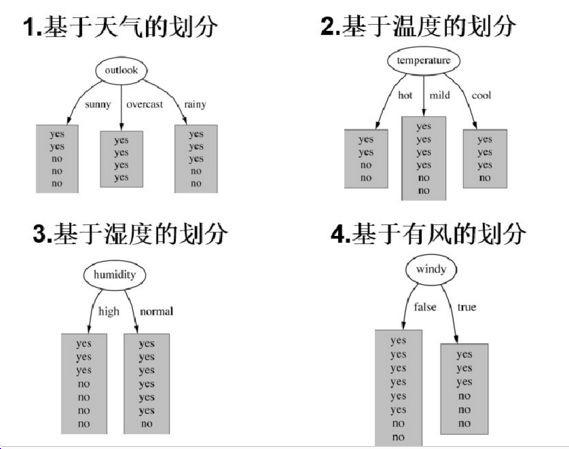 1.基于天气的划分
outlook
sunny overcast rainy
yes
yes
no
no
no
yes
yes
yes
yes
yes
yes
yes
no
no
2.基于温度的划分
temperature
hot mild cool
yes
yes
no
no
yes
yes
yes
yes
no
no
yes
yes
yes
no
3.基于湿度的划分
humidity
high normal
yes
yes
yes
no
no
no
no
yes
yes
yes
yes
yes
yes
no
4.基于有风的划分
windy
false true
yes
yes
yes
yes
yes
yes
no
no
yes
yes
yes
no
no
no